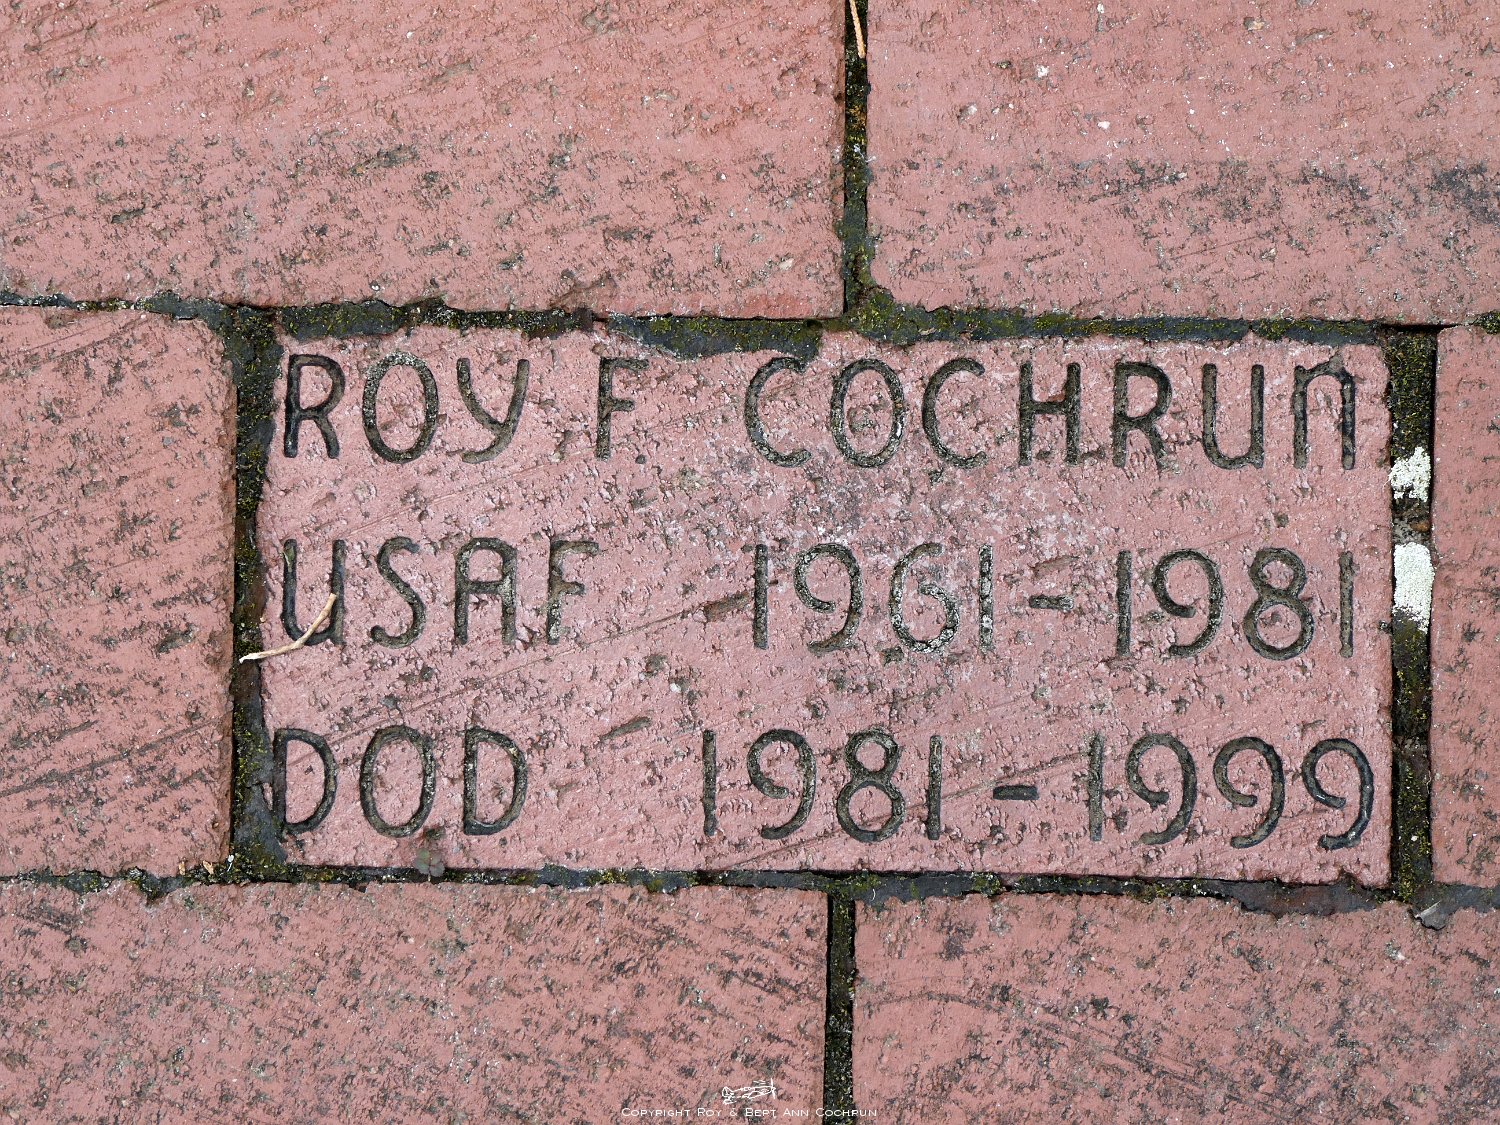 ROY F COCHRUN
USAF 1961-1981
DOD 1981-1999
COPYRIGHT ROY & BERT ANN COCHRUN